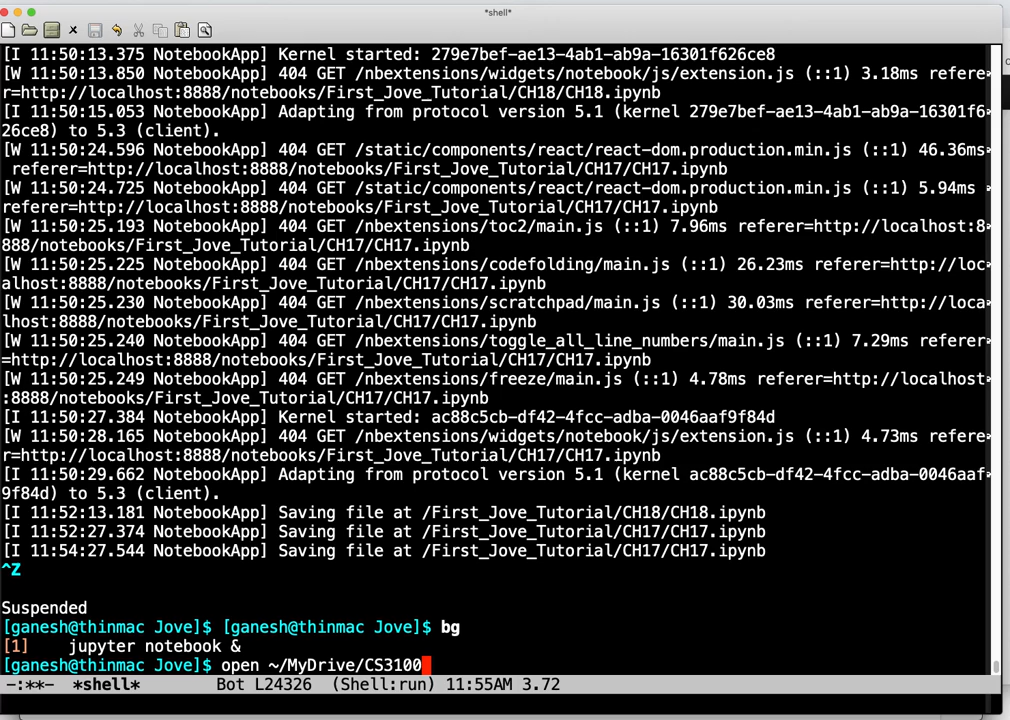 *shell*
[I 11:50:13.375 NotebookApp] Kernel started: 279e7bef-ae13-4ab1-ab9a-16301f626ce8
[W 11:50:13.850 NotebookApp] 404 GET /nbextensions/widgets/notebook/js/extension.js (::1) 3.18ms refere
r=http://localhost:8888/notebooks/First_Jove_Tutorial/CH18/CH18.ipynb
[I 11:50:15.053 NotebookApp] Adapting from protocol version 5.1 (kernel 279e7bef-ae13-4ab1-ab9a-16301f6
26ce8) to 5.3 (client).
[W 11:50:24.596 NotebookApp] 404 GET /static/components/react/react-dom.production.min.js (::1) 46.36ms
referer=http://localhost:8888/notebooks/First_Jove_Tutorial/CH17/CH17.ipynb
[W 11:50:24.725 NotebookApp] 404 GET /static/components/react/react-dom.production.min.js (::1) 5.94ms
referer=http://localhost:8888/notebooks/First_Jove_Tutorial/CH17/CH17.ipynb
[W 11:50:25.193 NotebookApp] 404 GET /nbextensions/toc2/main.js (::1) 7.96ms referer=http://localhost:8
888/notebooks/First_Jove_Tutorial/CH17/CH17.ipynb
[W 11:50:25.225 NotebookApp] 404 GET /nbextensions/codefolding/main.js (::1) 26.23ms referer=http://loc
alhost:8888/notebooks/First_Jove_Tutorial/CH17/CH17.ipynb
[W 11:50:25.230 NotebookApp] 404 GET /nbextensions/scratchpad/main.js (::1) 30.03ms referer=http://loca
lhost:8888/notebooks/First_Jove_Tutorial/CH17/CH17.ipynb
[W 11:50:25.240 NotebookApp] 404 GET /nbextensions/toggle_all_line_numbers/main.js (::1) 7.29ms referer
=http://localhost:8888/notebooks/First_Jove_Tutorial/CH17/CH17.ipynb
[W 11:50:25.249 NotebookApp] 404 GET /nbextensions/freeze/main.js (::1) 4.78ms referer=http://localhost
:8888/notebooks/First_Jove_Tutorial/CH17/CH17.ipynb
[I 11:50:27.384 NotebookApp] Kernel started: ac88c5cb-df42-4fcc-adba-0046aaf9f84d
[W 11:50:28.165 NotebookApp] 404 GET /nbextensions/widgets/notebook/js/extension.js (::1) 4.73ms refere
r=http://localhost:8888/notebooks/First_Jove_Tutorial/CH17/CH17.ipynb
[I 11:50:29.662 NotebookApp] Adapting from protocol version 5.1 (kernel ac88c5cb-df42-4fcc-adba-0046aaf
9f84d) to 5.3 (client).
[I 11:52:13.181 NotebookApp] Saving file at /First_Jove_Tutorial/CH18/CH18.ipynb
[I 11:52:27.374 NotebookApp] Saving file at /First_Jove_Tutorial/CH17/CH17.ipynb
[I 11:54:27.544 NotebookApp] Saving file at /First_Jove_Tutorial/CH17/CH17.ipynb
^Z
Suspended
[ganesh@thinmac Jove]$ [ganesh@thinmac Jove]$ bg
[1] jupyter notebook &
[ganesh@thinmac Jove]$ open ~/MyDrive/CS3100
-:**- *shell* Bot L24326 (Shell:run) 11:55AM 3.72